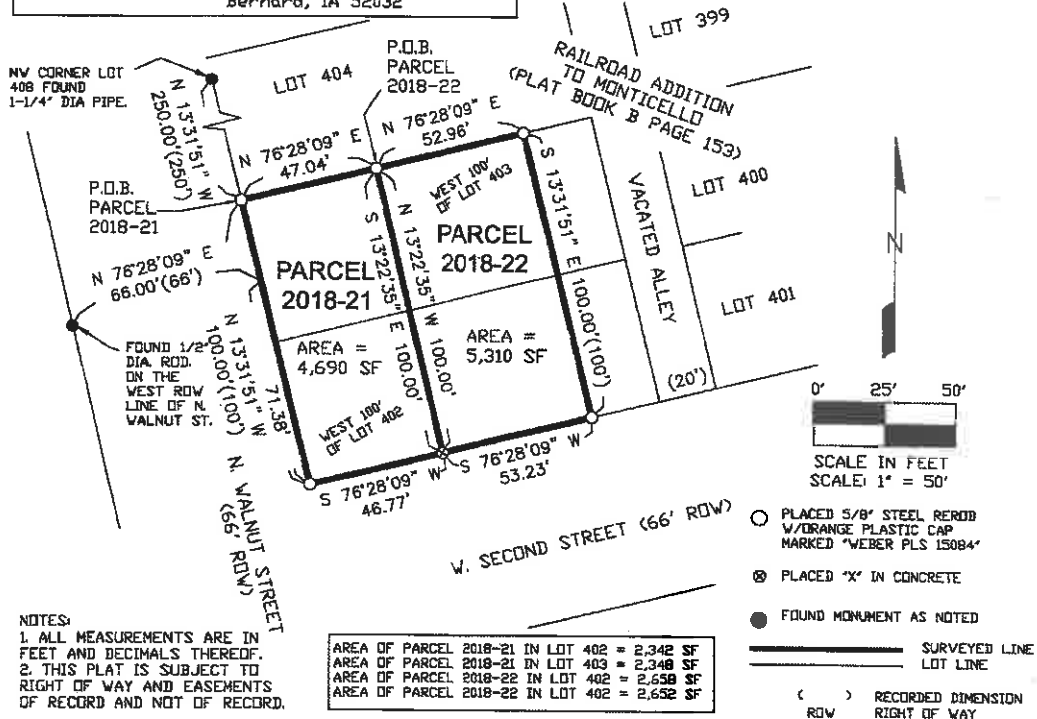 Bernard, IA 52032
NW CORNER LOT
408 FOUND
1-1/4" DIA PIPE.
N 13°31'51" W
250.00'(250')
LOT 404
P.O.B.
PARCEL
2018-22
LOT 399
RAILROAD ADDITION
TO MONTICELLO
(PLAT BOOK B PAGE 153)
N 76°28'09" E
47.04'
N 76°28'09" E
52.96'
P.O.B.
PARCEL
2018-21
WEST 100'
OF LOT 403
VACATED ALLEY
(20')
LOT 400
LOT 401
N 76°28'09" E
66.00'(66')
PARCEL
2018-21
PARCEL
2018-22
S 13°22'35" E 100.00'
N 13°22'35" W 100.00'
S 13°31'51" E 100.00'(100')
N
FOUND 1/2"
DIA. ROD.
ON THE
WEST ROW
LINE OF N.
WALNUT ST.
N 13°31'51" W
100.00'(100')
71.38'
AREA =
4,690 SF
AREA =
5,310 SF
WEST 100'
OF LOT 402
S 76°28'09" W
46.77'
S 76°28'09" W
53.23'
N. WALNUT STREET
(66' ROW)
W. SECOND STREET (66' ROW)
0' 25' 50'
SCALE IN FEET
SCALE: 1" = 50'
PLACED 5/8" STEEL REROD
W/ORANGE PLASTIC CAP
MARKED "WEBER PLS 15084"
PLACED "X" IN CONCRETE
FOUND MONUMENT AS NOTED
SURVEYED LINE
LOT LINE
( ) RECORDED DIMENSION
ROW RIGHT OF WAY
NOTES:
1. ALL MEASUREMENTS ARE IN
FEET AND DECIMALS THEREOF.
2. THIS PLAT IS SUBJECT TO
RIGHT OF WAY AND EASEMENTS
OF RECORD AND NOT OF RECORD.
AREA OF PARCEL 2018-21 IN LOT 402 = 2,342 SF
AREA OF PARCEL 2018-21 IN LOT 403 = 2,348 SF
AREA OF PARCEL 2018-22 IN LOT 402 = 2,658 SF
AREA OF PARCEL 2018-22 IN LOT 402 = 2,652 SF